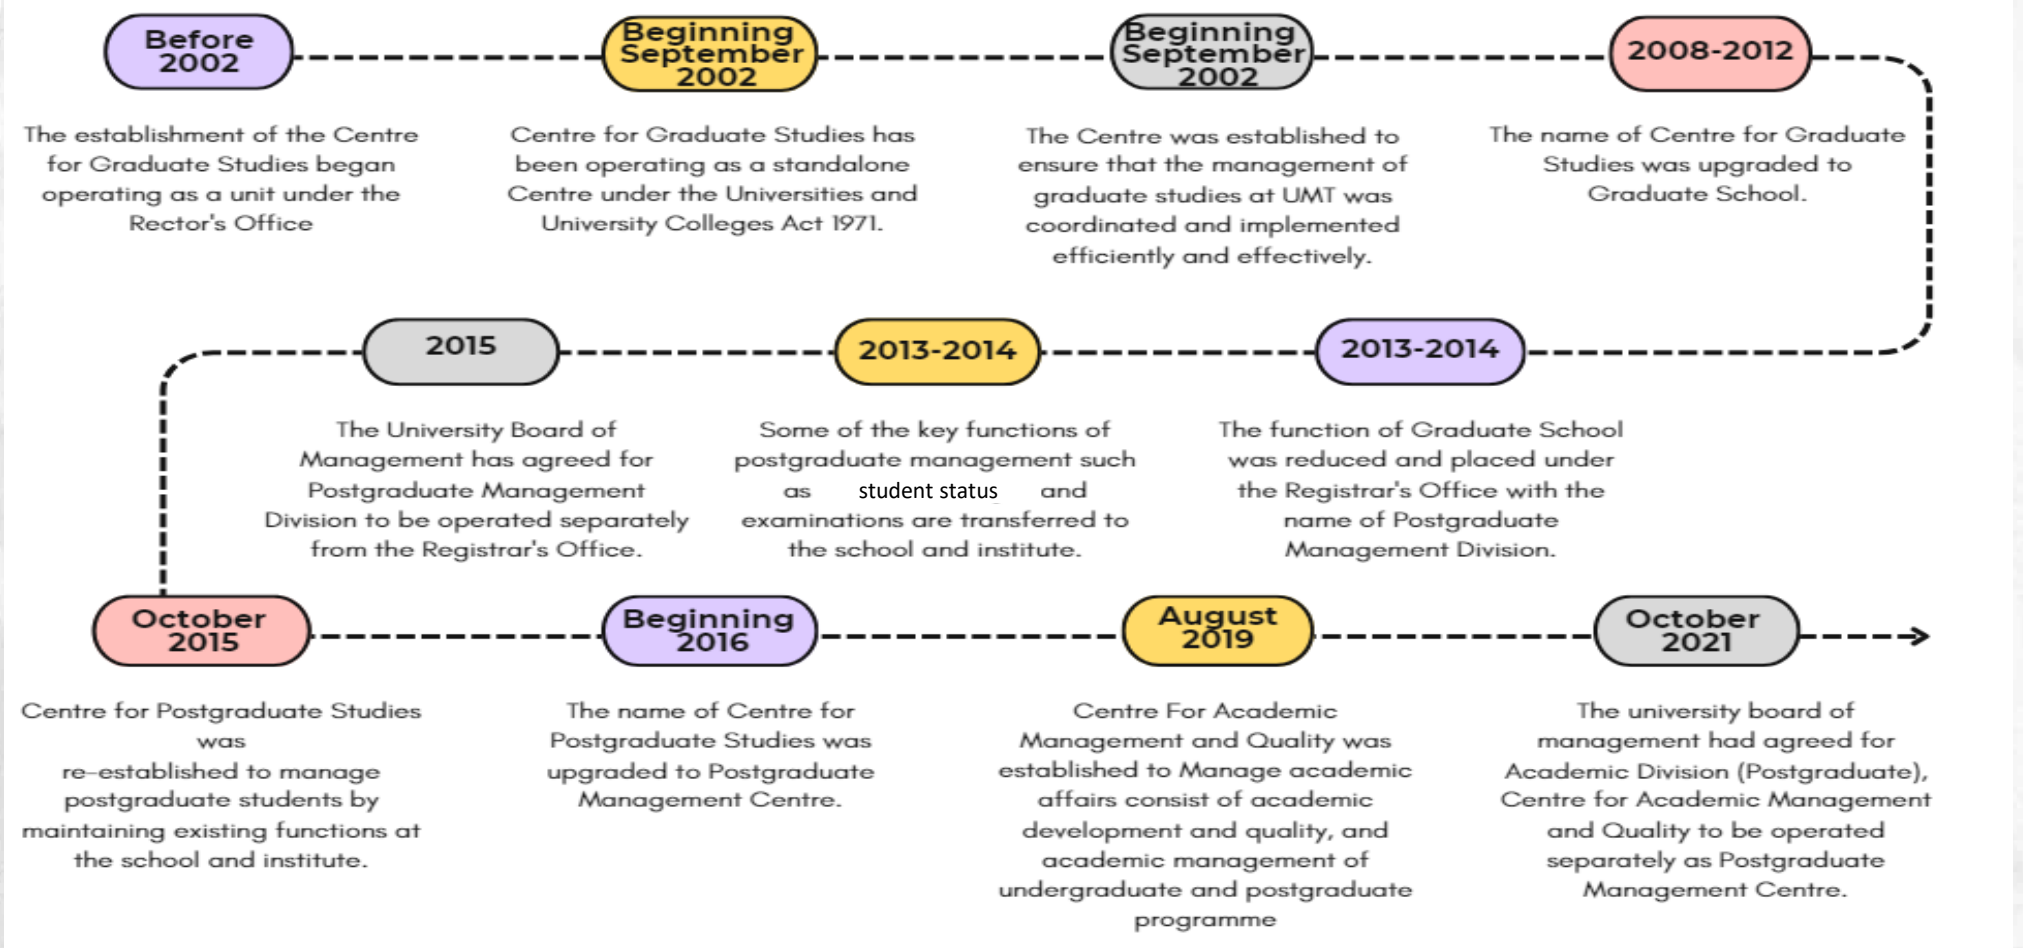 Before
2002
The establishment of the Centre
for Graduate Studies began
operating as a unit under the
Rector's Office
Beginning
September
2002
Centre for Graduate Studies has
been operating as a standalone
Centre under the Universities and
University Colleges Act 1971.
Beginning
September
2002
The Centre was established to
ensure that the management of
graduate studies at UMT was
coordinated and implemented
efficiently and effectively.
2008-2012
The name of Centre for Graduate
Studies was upgraded to
Graduate School.
2013-2014
The function of Graduate School
was reduced and placed under
the Registrar's Office with the
name of Postgraduate
Management Division.
2013-2014
Some of the key functions of
postgraduate management such
as student status and
examinations are transferred to
the school and institute.
2015
The University Board of
Management has agreed for
Postgraduate Management
Division to be operated separately
from the Registrar's Office.
October
2015
Centre for Postgraduate Studies
was
re-established to manage
postgraduate students by
maintaining existing functions at
the school and institute.
Beginning
2016
The name of Centre for
Postgraduate Studies was
upgraded to Postgraduate
Management Centre.
August
2019
Centre For Academic
Management and Quality was
established to Manage academic
affairs consist of academic
development and quality, and
academic management of
undergraduate and postgraduate
programme
October
2021
The university board of
management had agreed for
Academic Division (Postgraduate),
Centre for Academic Management
and Quality to be operated
separately as Postgraduate
Management Centre.